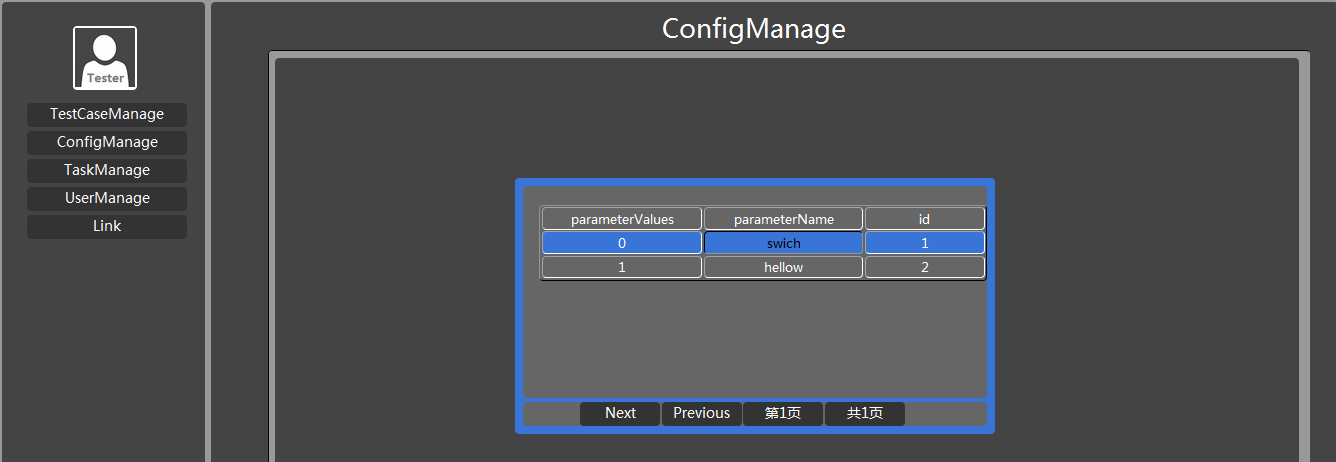 Tester
TestCaseManage
ConfigManage
TaskManage
UserManage
Link
ConfigManage
parameterValues parameterName id
0 swich 1
1 hellow 2
Next Previous 第1页 共1页